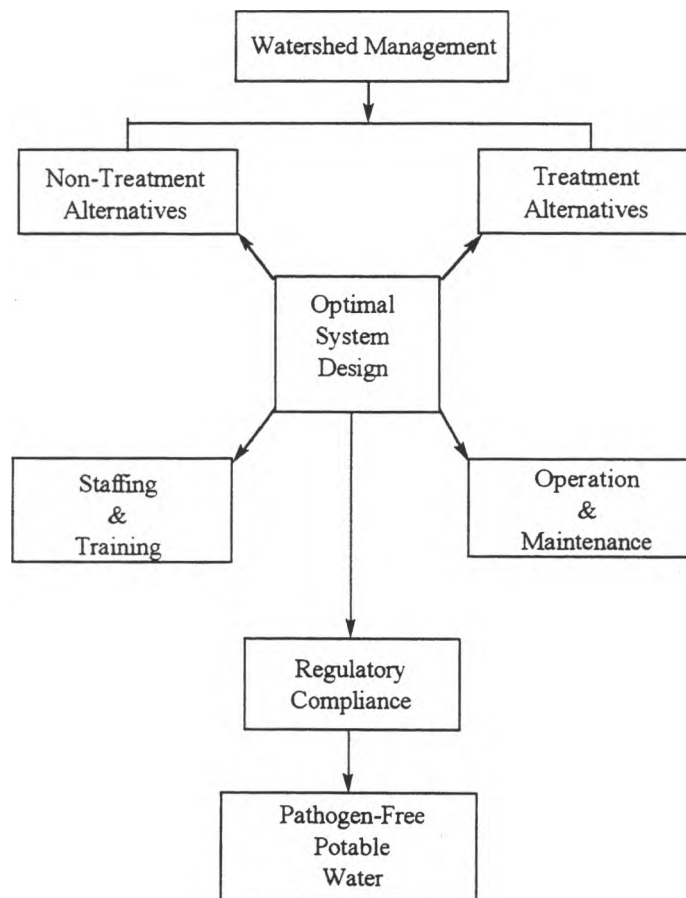 Watershed Management
Non-Treatment
Alternatives
Treatment
Alternatives
Optimal
System
Design
Staffing
&
Training
Operation
&
Maintenance
Regulatory
Compliance
Pathogen-Free
Potable
Water